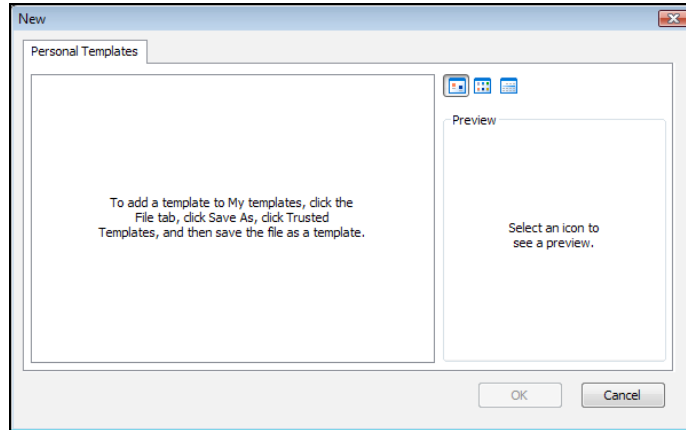 New
Personal Templates
To add a template to My templates, click the
File tab, click Save As, click Trusted
Templates, and then save the file as a template.
Preview
Select an icon to
see a preview.
OK
Cancel